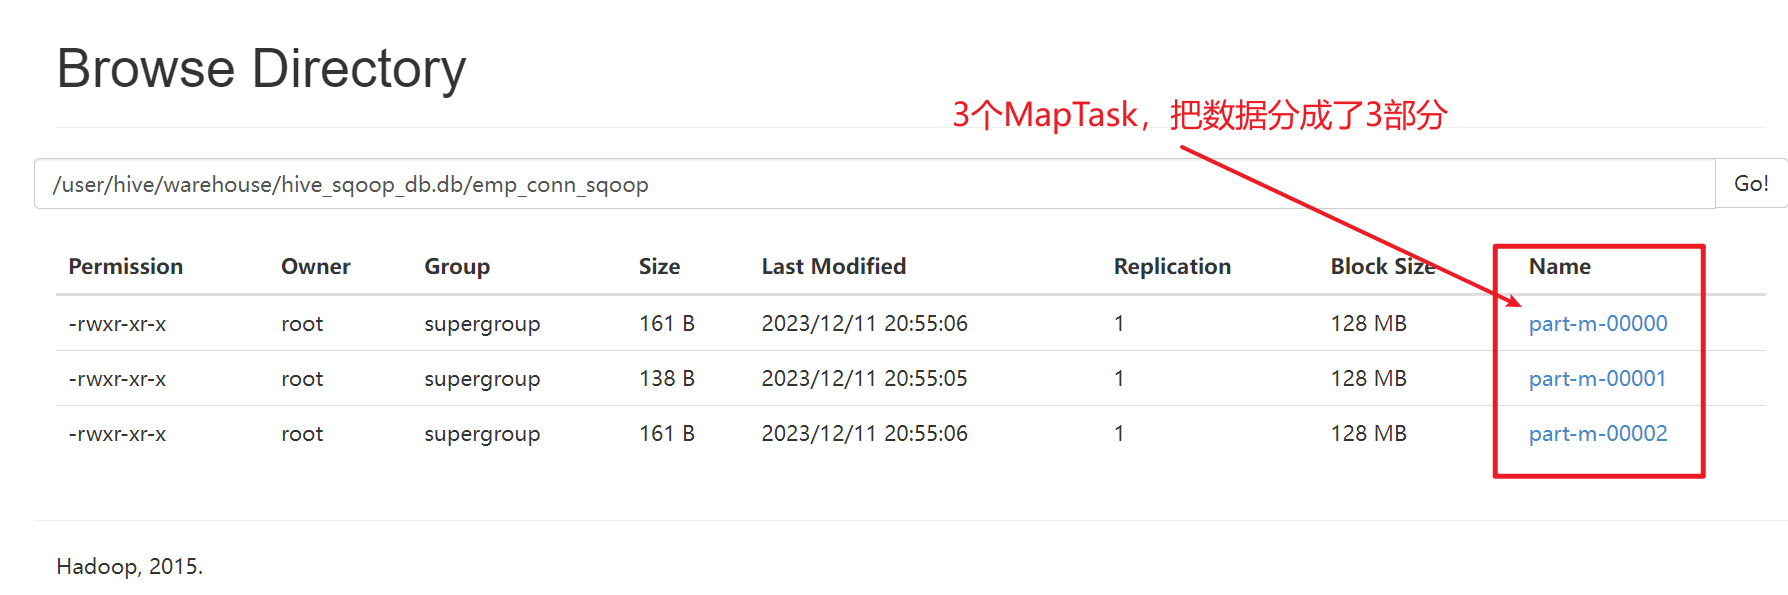 Browse Directory
3个MapTask，把数据分成了3部分
/user/hive/warehouse/hive_sqoop_db.db/emp_conn_sqoop Go!
Permission Owner Group Size Last Modified Replication Block Size Name
-rwxr-xr-x root supergroup 161 B 2023/12/11 20:55:06 1 128 MB part-m-00000
-rwxr-xr-x root supergroup 138 B 2023/12/11 20:55:05 1 128 MB part-m-00001
-rwxr-xr-x root supergroup 161 B 2023/12/11 20:55:06 1 128 MB part-m-00002
Hadoop, 2015.